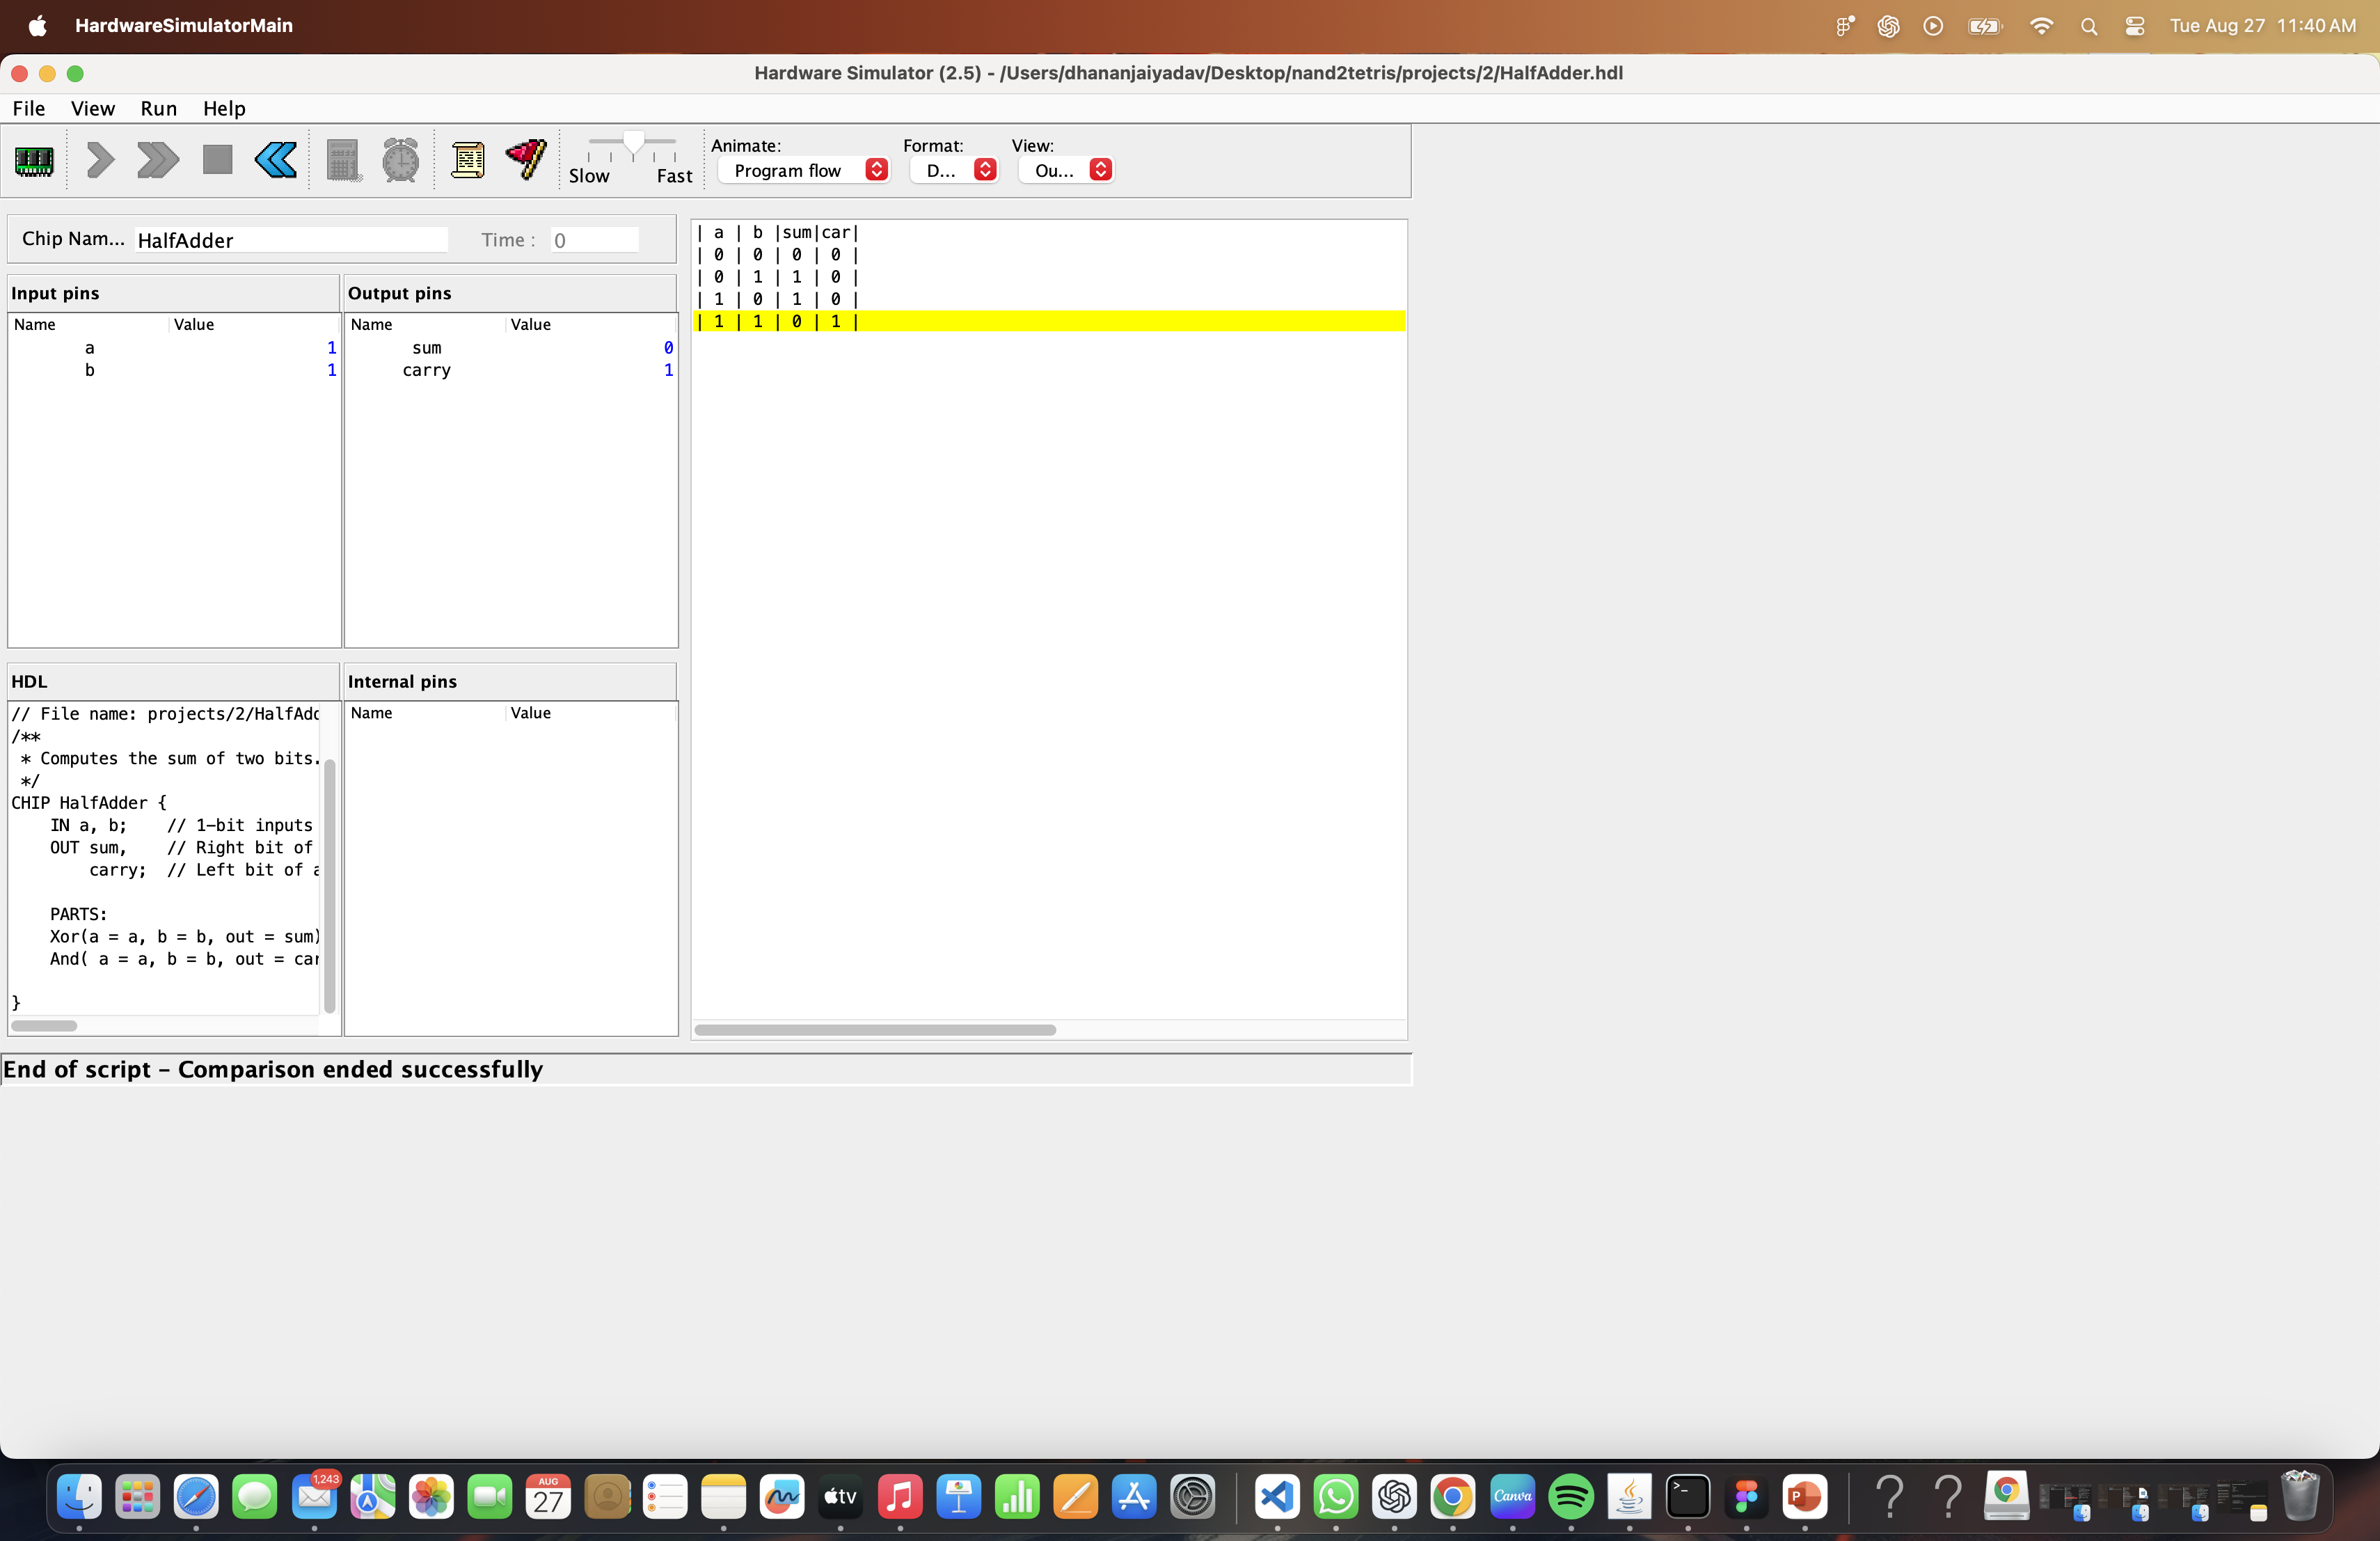 HardwareSimulatorMain
Tue Aug 27 11:40 AM
Hardware Simulator (2.5) - /Users/dhananjaiyadav/Desktop/nand2tetris/projects/2/HalfAdder.hdl
File View Run Help
Slow Fast
Animate: Format: View:
Program flow D... Ou...
Chip Nam... HalfAdder Time : 0
Input pins
Name Value
a 1
b 1
Output pins
Name Value
sum 0
carry 1
| a | b |sum|car|
| 0 | 0 | 0 | 0 |
| 0 | 1 | 1 | 0 |
| 1 | 0 | 1 | 0 |
| 1 | 1 | 0 | 1 |
HDL
// File name: projects/2/HalfAdd
/**
* Computes the sum of two bits.
*/
CHIP HalfAdder {
IN a, b; // 1-bit inputs
OUT sum, // Right bit of
carry; // Left bit of a
PARTS:
Xor(a = a, b = b, out = sum)
And( a = a, b = b, out = car
}
Internal pins
Name Value
End of script – Comparison ended successfully
1,243
AUG
27
tv
Canva
>_
P